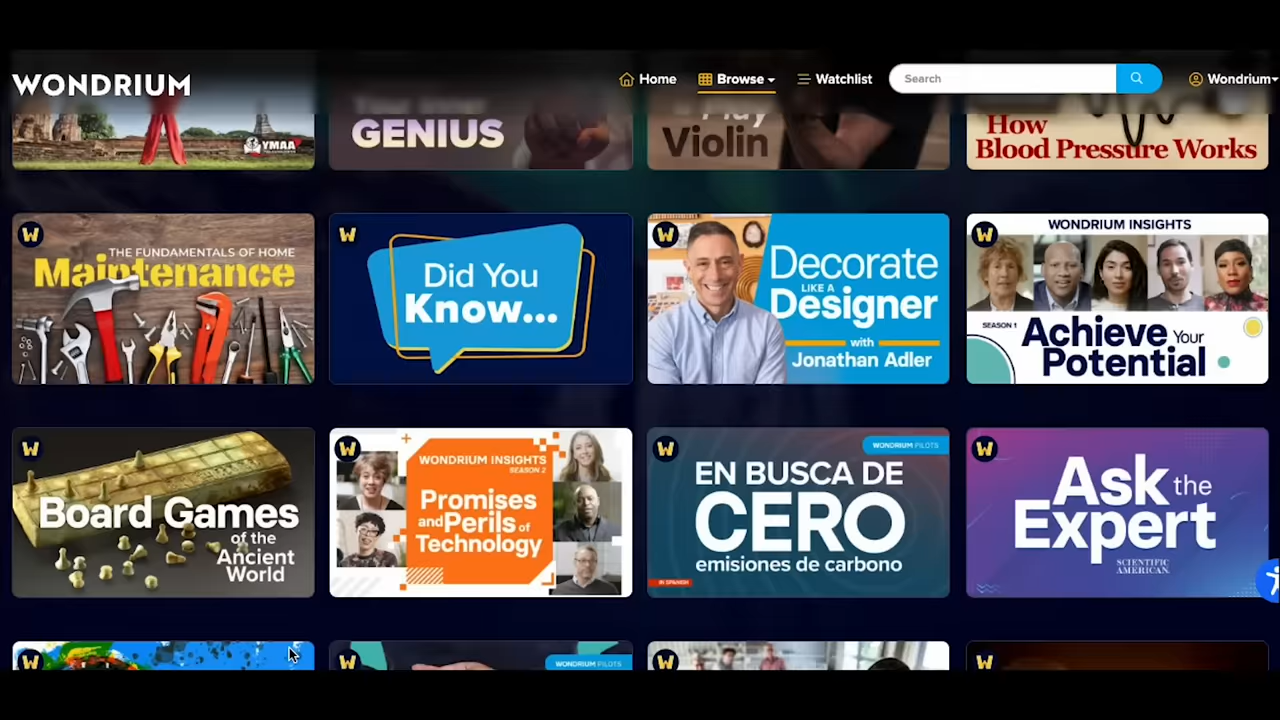 WONDRIUM
Home
Browse
Watchlist
Search
Wondrium
YMAA
Your Inner
GENIUS
Play
Violin
How
Blood Pressure Works
W
THE FUNDAMENTALS OF HOME
Maintenance
W
Did You
Know...
W
Decorate
LIKE A
Designer
with
Jonathan Adler
W
WONDRIUM INSIGHTS
SEASON 1
Achieve Your
Potential
W
Board Games
of the
Ancient
World
W
WONDRIUM INSIGHTS
SEASON 2
Promises
and Perils of
Technology
W
WONDRIUM PILOTS
EN BUSCA DE
CERO
emisiones de carbono
IN SPANISH
W
Ask the
Expert
SCIENTIFIC
AMERICAN.
W
W
WONDRIUM PILOTS
W
W